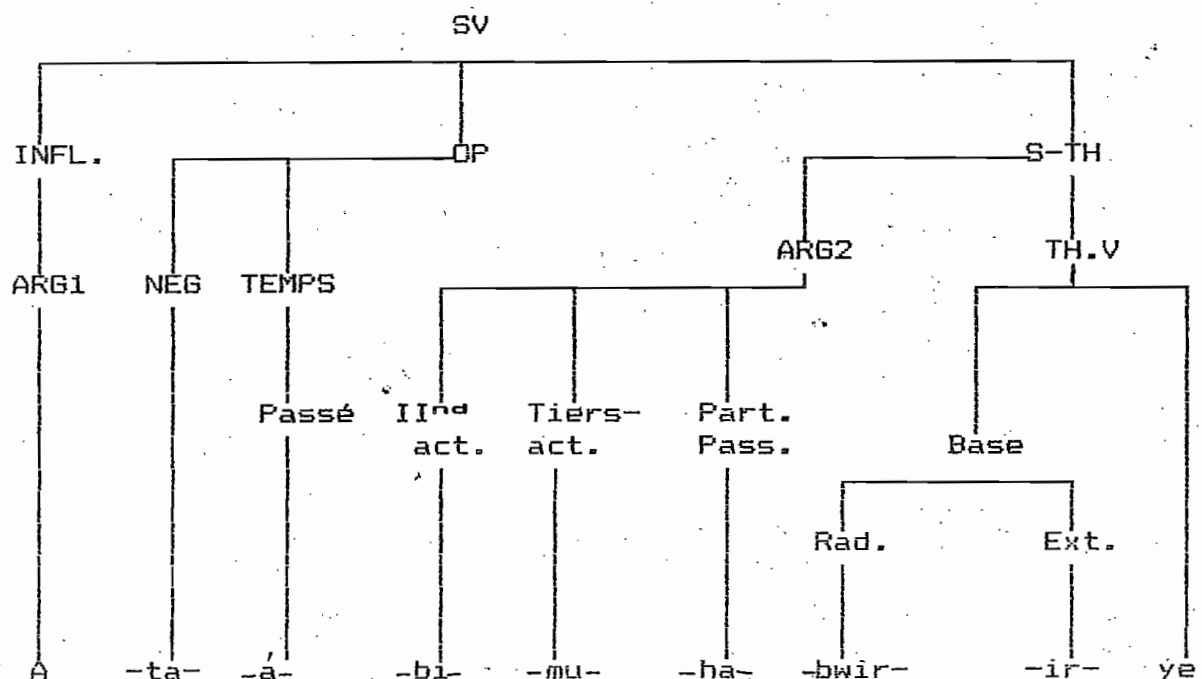 SV
INFL. OP S-TH
ARG2 TH.V
ARG1 NEG TEMPS
Passé IInd Tiers- Part.
act. act. Pass. Base
Rad. Ext.
A -ta- -á- -bi- -mu- -ha- -bwir- -ir- ye